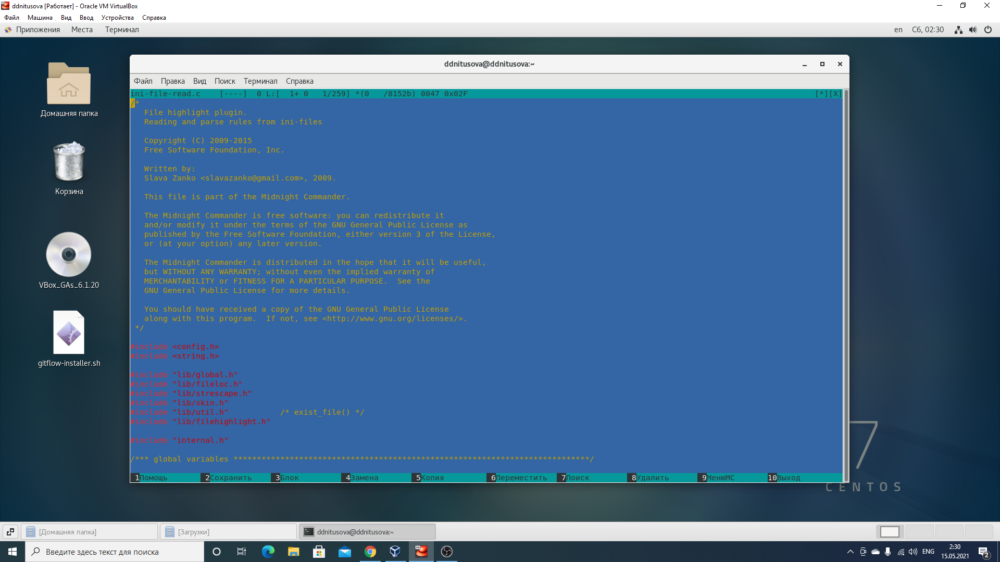 ddnitusova [Работает] - Oracle VM VirtualBox
Файл Машина Вид Ввод Устройства Справка
Приложения Места Терминал en Сб, 02:30
Домашняя папка
Корзина
VBox_GAs_6.1.20
gitflow-installer.sh
ddnitusova@ddnitusova:~
Файл Правка Вид Поиск Терминал Справка
ini-file-read.c [----] 0 L:[ 1+ 0 1/259] *(0 /8152b) 0047 0x02F [*][X]
/*
File highlight plugin.
Reading and parse rules from ini-files
Copyright (C) 2009-2015
Free Software Foundation, Inc.
Written by:
Slava Zanko <slavazanko@gmail.com>, 2009.
This file is part of the Midnight Commander.
The Midnight Commander is free software: you can redistribute it
and/or modify it under the terms of the GNU General Public License as
published by the Free Software Foundation, either version 3 of the License,
or (at your option) any later version.
The Midnight Commander is distributed in the hope that it will be useful,
but WITHOUT ANY WARRANTY; without even the implied warranty of
MERCHANTABILITY or FITNESS FOR A PARTICULAR PURPOSE. See the
GNU General Public License for more details.
You should have received a copy of the GNU General Public License
along with this program. If not, see <http://www.gnu.org/licenses/>.
*/
#include <config.h>
#include <string.h>
#include "lib/global.h"
#include "lib/fileloc.h"
#include "lib/strescape.h"
#include "lib/skin.h"
#include "lib/util.h" /* exist_file() */
#include "lib/filehighlight.h"
#include "internal.h"
/*** global variables ****************************************************************************/
1Помощь 2Сохранить 3Блок 4Замена 5Копия 6Переместить 7Поиск 8Удалить 9МенюМС 10Выход
7
CENTOS
[Домашняя папка] [Загрузки] ddnitusova@ddnitusova:~
Введите здесь текст для поиска
ENG
2:30
15.05.2021
2